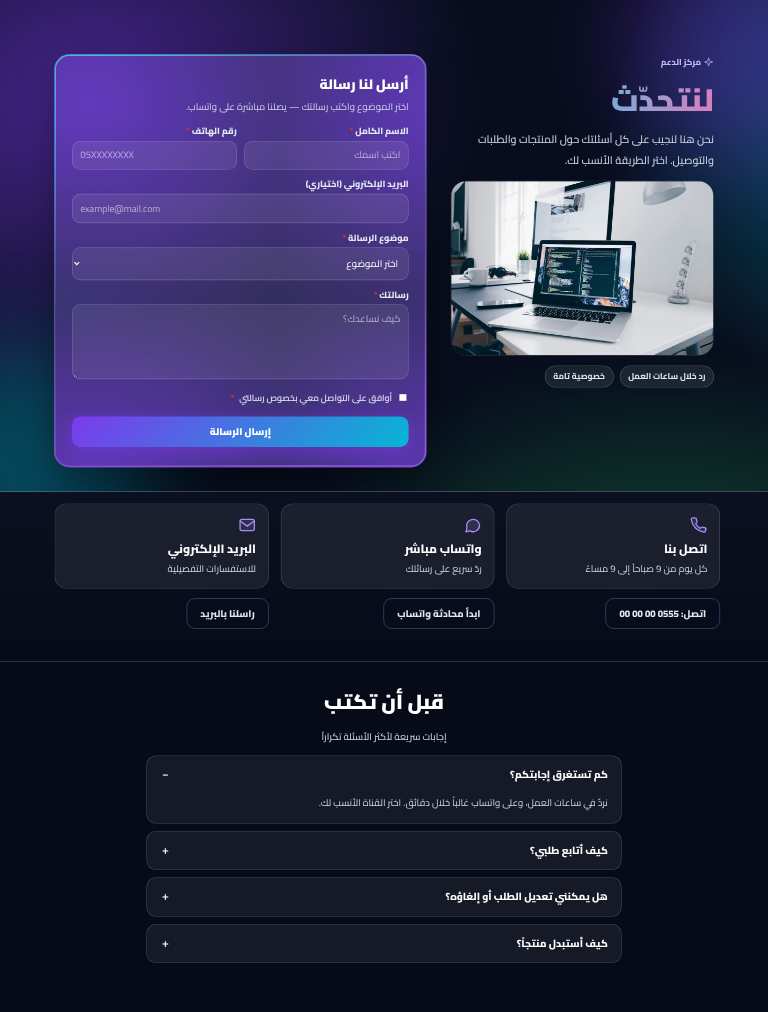 مركز الدعم
لنتحدّث
نحن هنا لنجيب على كل أسئلتك حول المنتجات والطلبات
والتوصيل. اختر الطريقة الأنسب لك.
رد خلال ساعات العمل
خصوصية تامة
أرسل لنا رسالة
اختر الموضوع واكتب رسالتك — يصلنا مباشرة على واتساب.
الاسم الكامل *
رقم الهاتف *
اكتب اسمك
05XXXXXXXX
البريد الإلكتروني (اختياري)
example@mail.com
موضوع الرسالة *
اختر الموضوع
رسالتك *
كيف نساعدك؟
أوافق على التواصل معي بخصوص رسالتي *
إرسال الرسالة
اتصل بنا
كل يوم من 9 صباحاً إلى 9 مساءً
اتصل: 0555 00 00 00
واتساب مباشر
ردّ سريع على رسائلك
ابدأ محادثة واتساب
البريد الإلكتروني
للاستفسارات التفصيلية
راسلنا بالبريد
قبل أن تكتب
إجابات سريعة لأكثر الأسئلة تكراراً
كم تستغرق إجابتكم؟ −
نردّ في ساعات العمل، وعلى واتساب غالباً خلال دقائق. اختر القناة الأنسب لك.
كيف أتابع طلبي؟ +
هل يمكنني تعديل الطلب أو إلغاؤه؟ +
كيف أستبدل منتجاً؟ +